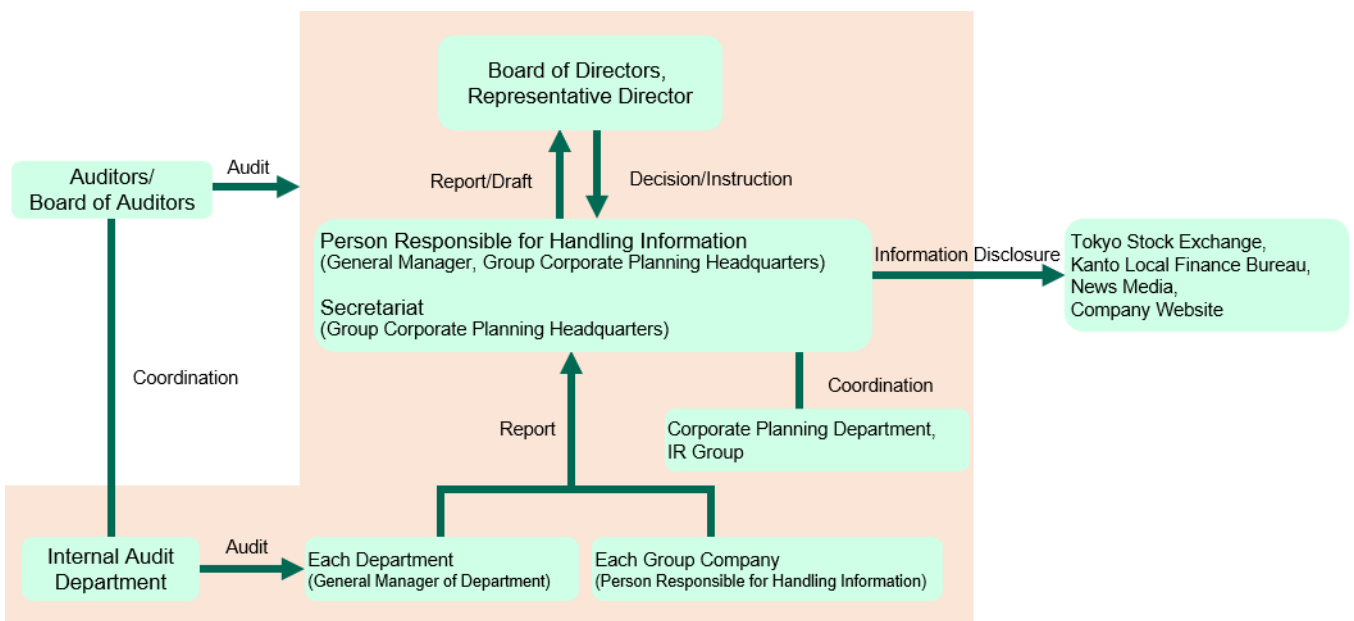 Board of Directors,
Representative Director
Auditors/
Board of Auditors
Audit
Report/Draft
Decision/Instruction
Person Responsible for Handling Information
(General Manager, Group Corporate Planning Headquarters)
Secretariat
(Group Corporate Planning Headquarters)
Information Disclosure
Tokyo Stock Exchange,
Kanto Local Finance Bureau,
News Media,
Company Website
Coordination
Coordination
Report
Corporate Planning Department,
IR Group
Internal Audit
Department
Audit
Each Department
(General Manager of Department)
Each Group Company
(Person Responsible for Handling Information)